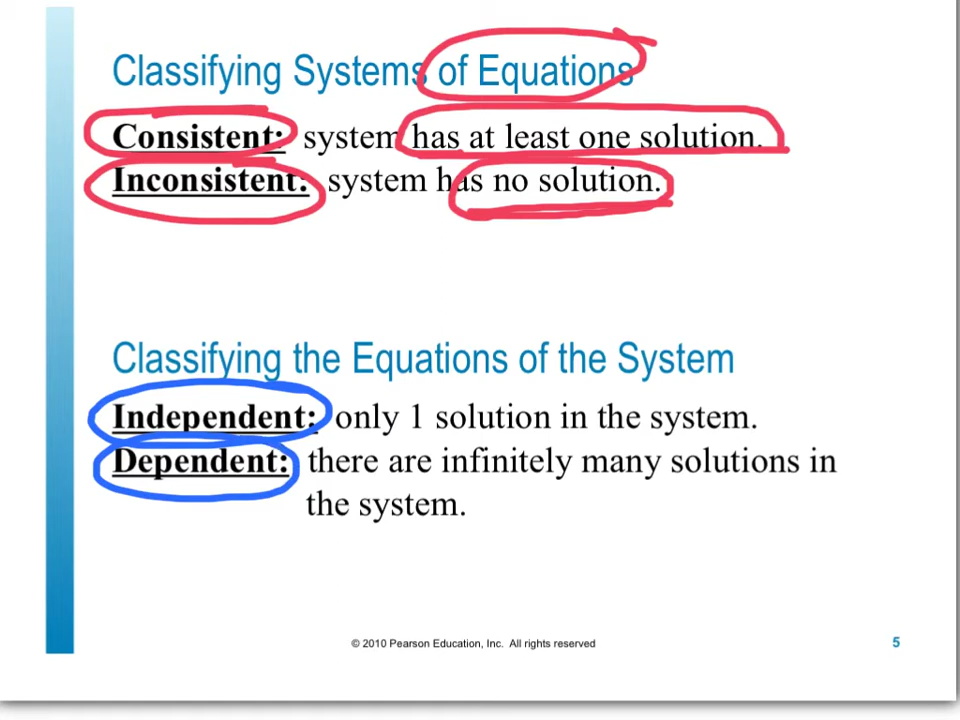 Classifying Systems of Equations
Consistent: system has at least one solution.
Inconsistent: system has no solution.
Classifying the Equations of the System
Independent: only 1 solution in the system.
Dependent: there are infinitely many solutions in
the system.
© 2010 Pearson Education, Inc. All rights reserved
5